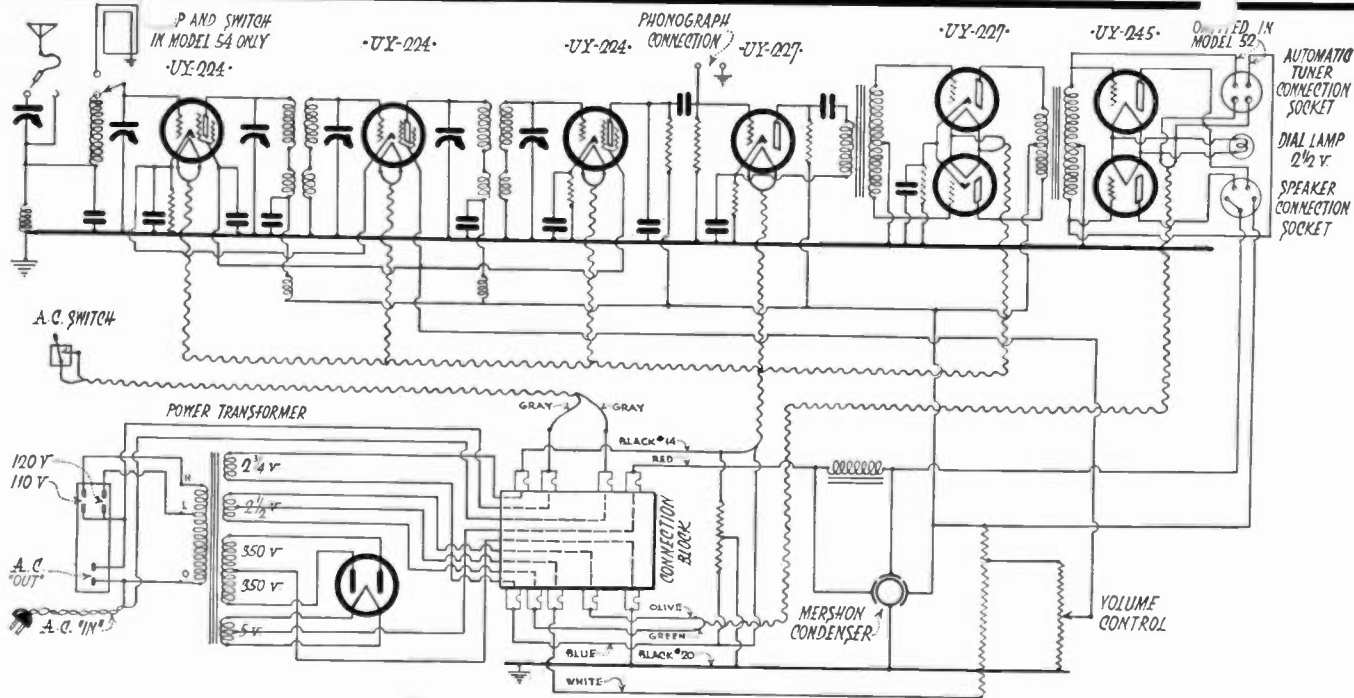 P AND SWITCH
IN MODEL 54 ONLY
·UY-224·
·UY-224·
·UY-224·
PHONOGRAPH
CONNECTION
·UY-227·
·UY-227·
·UY-245·
IN
MODEL 52
AUTOMATIC
TUNER
CONNECTION
SOCKET
DIAL LAMP
2½ V.
SPEAKER
CONNECTION
SOCKET
A.C. SWITCH
GRAY
GRAY
POWER TRANSFORMER
120 V
110 V
H
L
O
A.C.
"OUT"
A.C. "IN"
2¾ V
2½ V
350 V
350 V
5 V
BLACK #14
RED
CONNECTION
BLOCK
OLIVE
GREEN
BLUE
BLACK #20
WHITE
MERSHON
CONDENSER
VOLUME
CONTROL